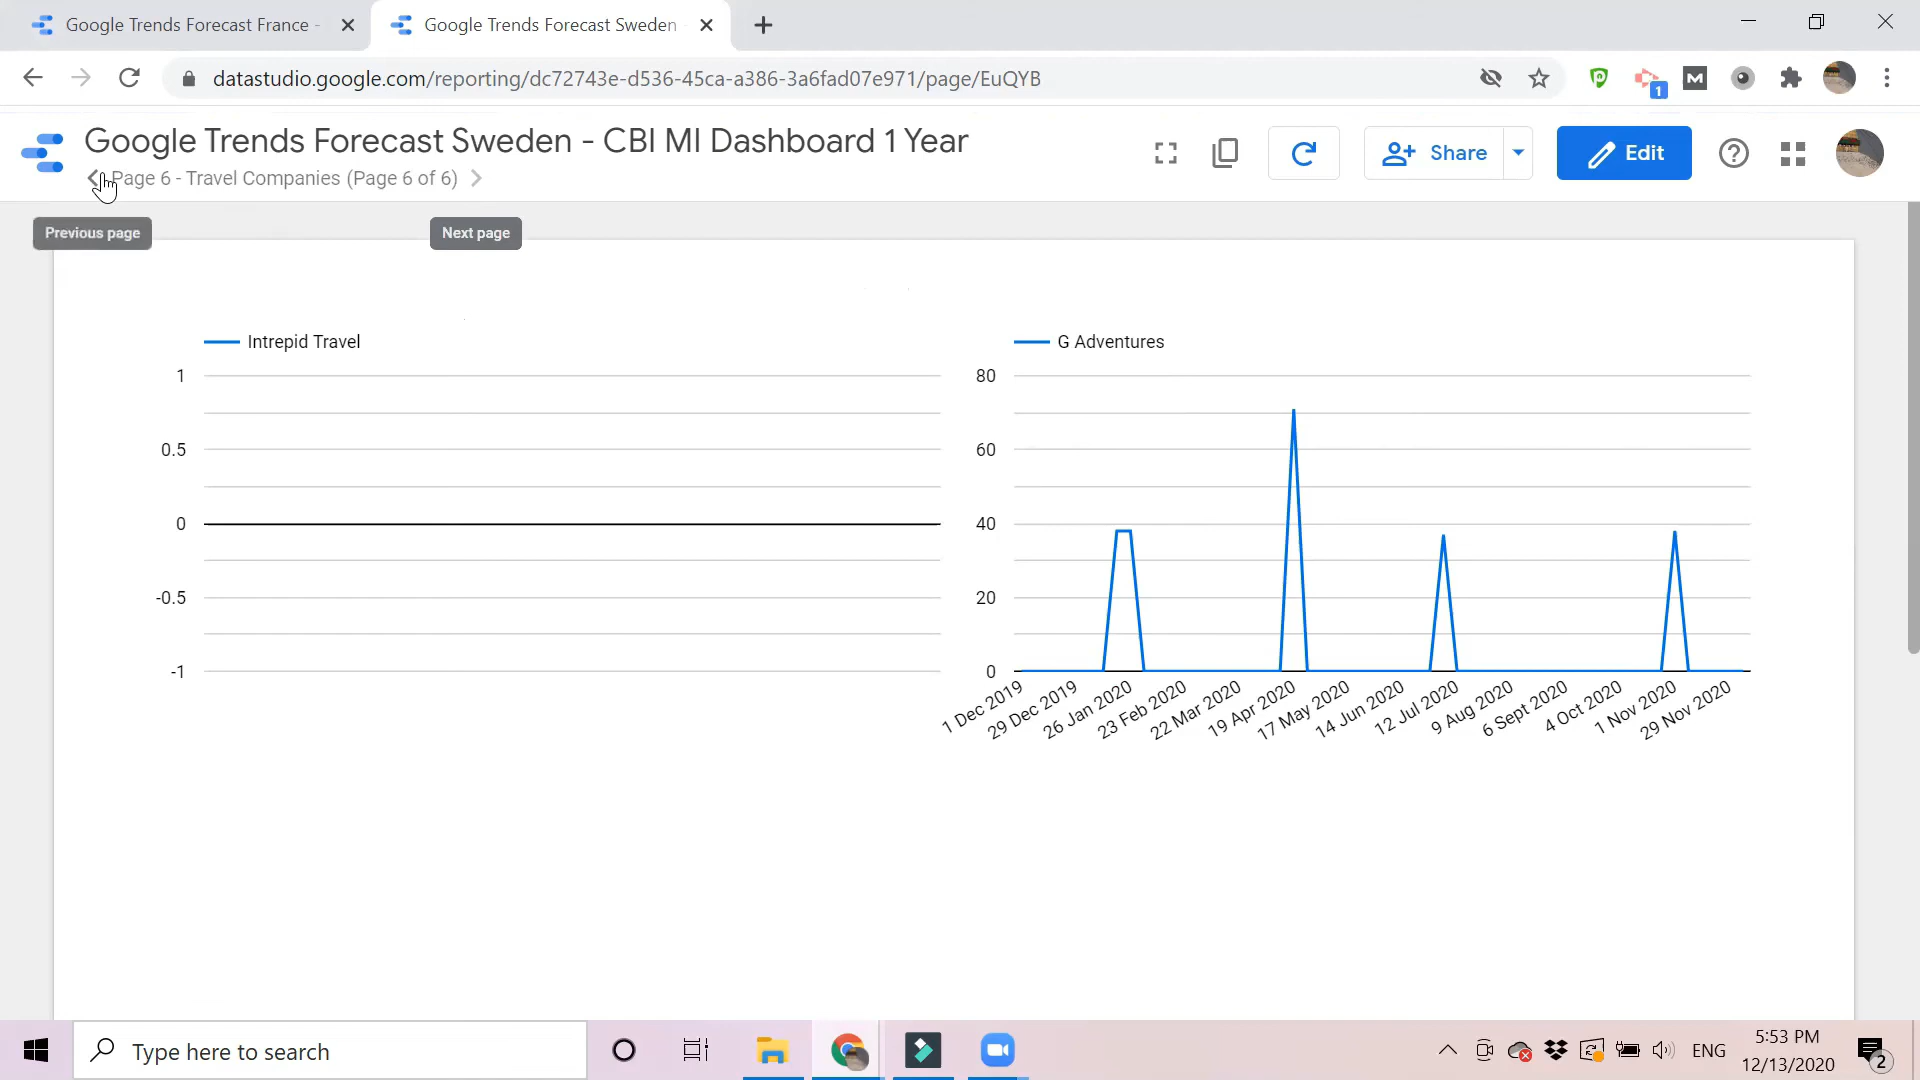 Google Trends Forecast France -
Google Trends Forecast Sweden
datastudio.google.com/reporting/dc72743e-d536-45ca-a386-3a6fad07e971/page/EuQYB
1
M
Google Trends Forecast Sweden - CBI MI Dashboard 1 Year
Page 6 - Travel Companies (Page 6 of 6)
Share
Edit
Previous page
Next page
Intrepid Travel
1
0.5
0
-0.5
-1
G Adventures
80
60
40
20
0
1 Dec 2019
29 Dec 2019
26 Jan 2020
23 Feb 2020
22 Mar 2020
19 Apr 2020
17 May 2020
14 Jun 2020
12 Jul 2020
9 Aug 2020
6 Sept 2020
4 Oct 2020
1 Nov 2020
29 Nov 2020
Type here to search
ENG
5:53 PM
12/13/2020
2